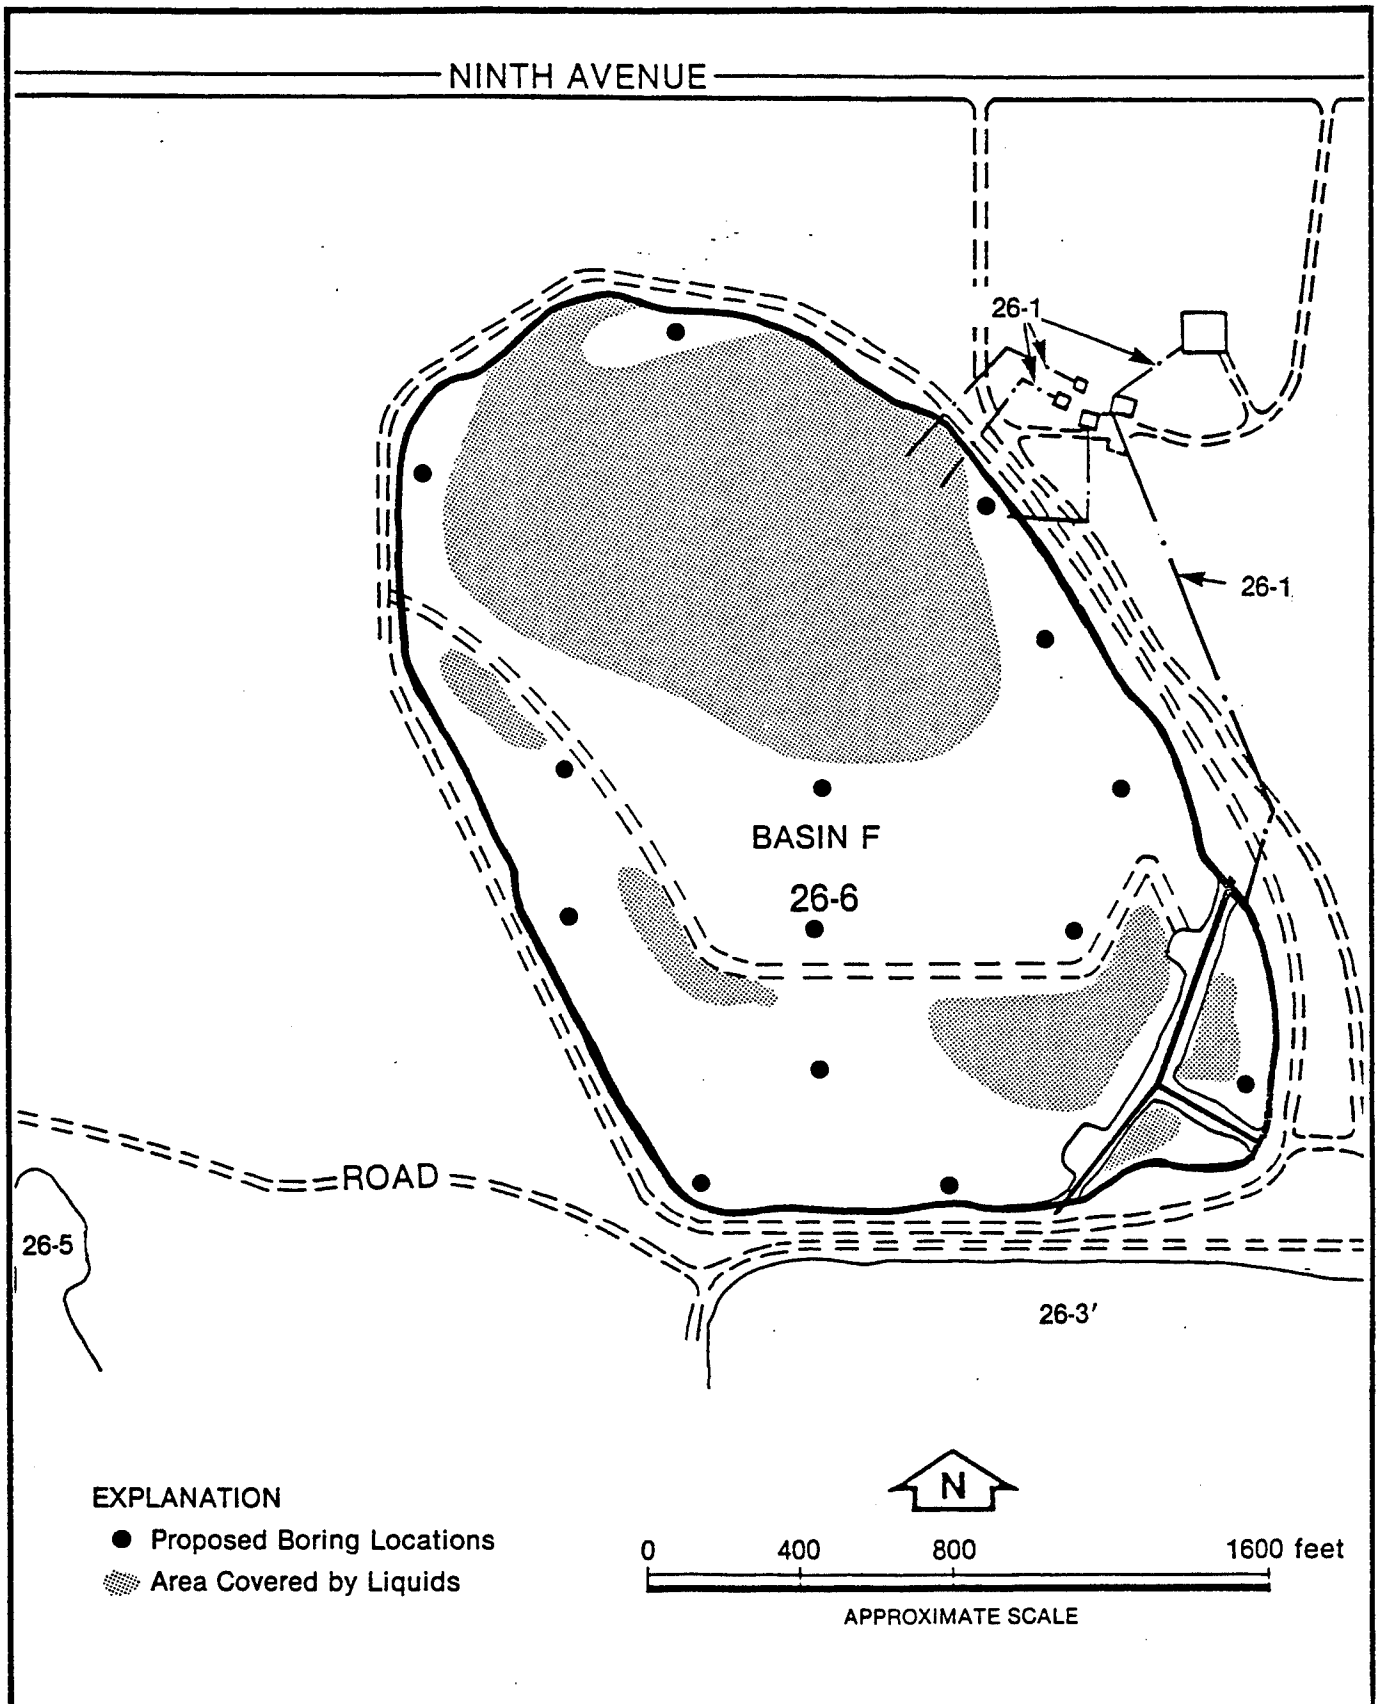 NINTH AVENUE
26-1
26-1
BASIN F
26-6
ROAD
26-5
26-3'
N
EXPLANATION
Proposed Boring Locations
Area Covered by Liquids
0 400 800 1600 feet
APPROXIMATE SCALE